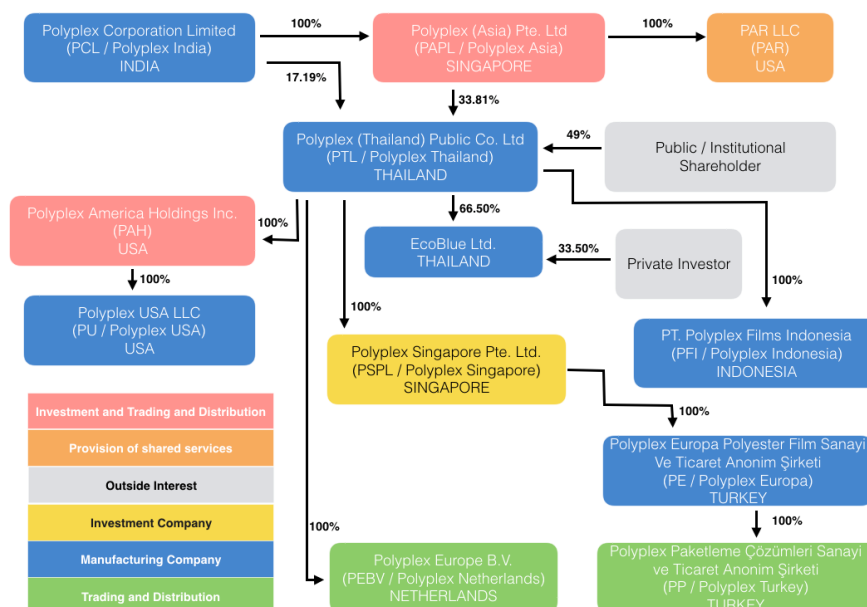 Polyplex Corporation Limited
(PCL / Polyplex India)
INDIA
100%
Polyplex (Asia) Pte. Ltd
(PAPL / Polyplex Asia)
SINGAPORE
100%
PAR LLC
(PAR)
USA
17.19%
33.81%
Polyplex (Thailand) Public Co. Ltd
(PTL / Polyplex Thailand)
THAILAND
49%
Public / Institutional
Shareholder
Polyplex America Holdings Inc.
(PAH)
USA
100%
66.50%
EcoBlue Ltd.
THAILAND
33.50%
Private Investor
100%
100%
Polyplex USA LLC
(PU / Polyplex USA)
USA
100%
Polyplex Singapore Pte. Ltd.
(PSPL / Polyplex Singapore)
SINGAPORE
PT. Polyplex Films Indonesia
(PFI / Polyplex Indonesia)
INDONESIA
100%
Polyplex Europa Polyester Film Sanayi
Ve Ticaret Anonim Şirketi
(PE / Polyplex Europa)
TURKEY
100%
Polyplex Paketleme Çözümleri Sanayi
ve Ticaret Anonim Şirketi
(PP / Polyplex Turkey)
TURKEY
100%
Polyplex Europe B.V.
(PEBV / Polyplex Netherlands)
NETHERLANDS
Investment and Trading and Distribution
Provision of shared services
Outside Interest
Investment Company
Manufacturing Company
Trading and Distribution